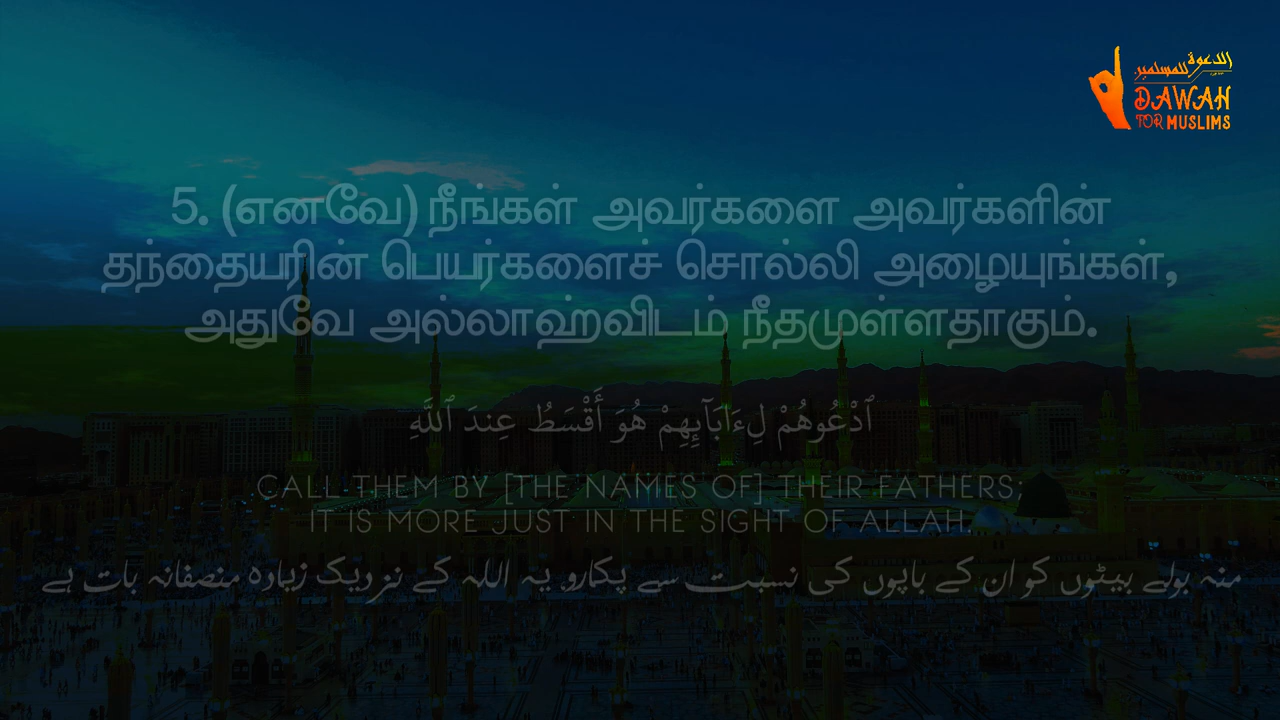 الدعوة
للمسلمين
DAWAH
FOR MUSLIMS
5. (எனவே) நீங்கள் அவர்களை அவர்களின்
தந்தையரின் பெயர்களைச் சொல்லி அழையுங்கள்,
அதுவே அல்லாஹ்விடம் நீதமுள்ளதாகும்.
ٱدْعُوهُمْ لِـَٔابَآئِهِمْ هُوَ أَقْسَطُ عِندَ ٱللَّهِ
CALL THEM BY [THE NAMES OF] THEIR FATHERS;
IT IS MORE JUST IN THE SIGHT OF ALLAH.
منہ بولے بیٹوں کو ان کے باپوں کی نسبت سے پکارو یہ اللہ کے نزدیک زیادہ منصفانہ بات ہے